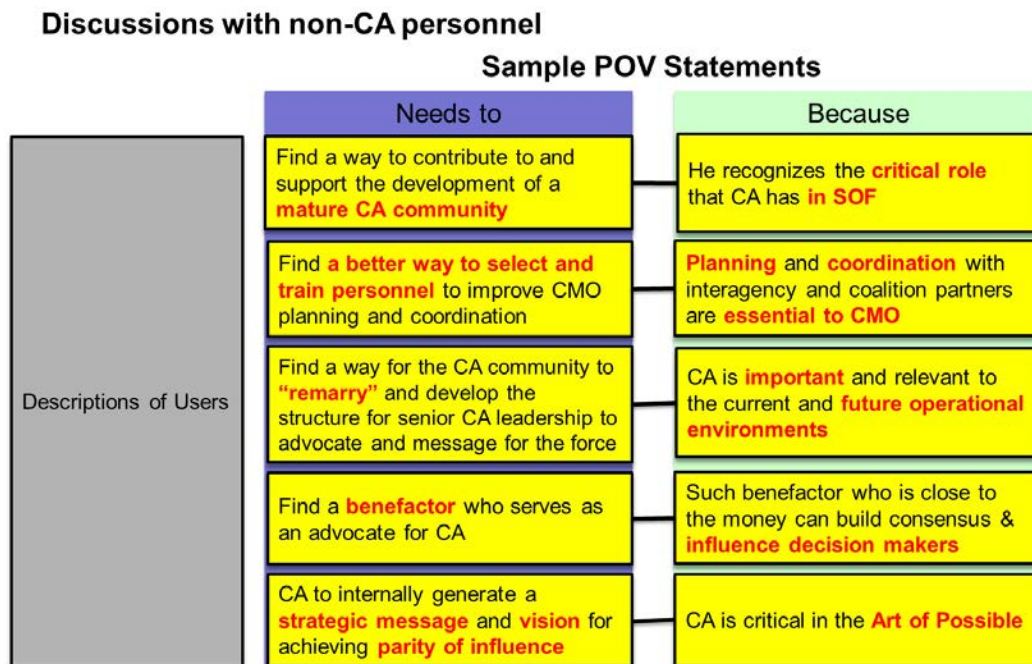 Discussions with non-CA personnel
Sample POV Statements
Needs to
Because
Descriptions of Users
Find a way to contribute to and
support the development of a
mature CA community
He recognizes the critical role
that CA has in SOF
Find a better way to select and
train personnel to improve CMO
planning and coordination
Planning and coordination with
interagency and coalition partners
are essential to CMO
Find a way for the CA community to
“remarry” and develop the
structure for senior CA leadership to
advocate and message for the force
CA is important and relevant to
the current and future operational
environments
Find a benefactor who serves as
an advocate for CA
Such benefactor who is close to
the money can build consensus &
influence decision makers
CA to internally generate a
strategic message and vision for
achieving parity of influence
CA is critical in the Art of Possible